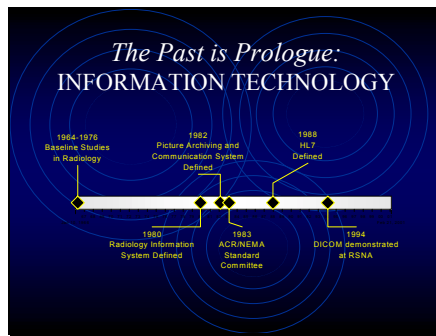 The Past is Prologue:
INFORMATION TECHNOLOGY
1964-1976
Baseline Studies
in Radiology
1982
Picture Archiving and
Communication System
Defined
1988
HL7
Defined
1980
Radiology Information
System Defined
1983
ACR/NEMA
Standard
Committee
1994
DICOM demonstrated
at RSNA